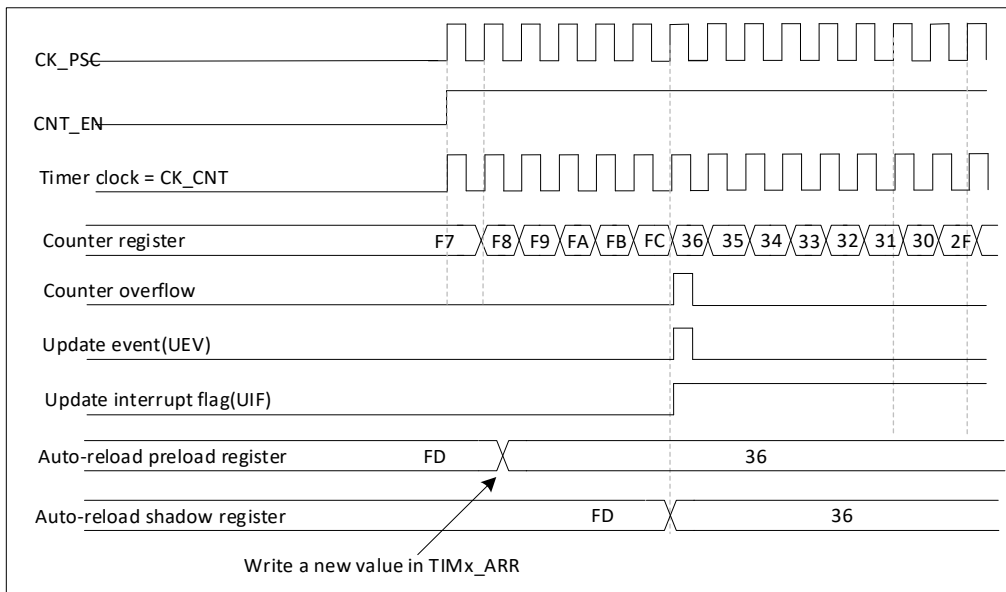 CK_PSC
CNT_EN
Timer clock = CK_CNT
Counter register F7 F8 F9 FA FB FC 36 35 34 33 32 31 30 2F
Counter overflow
Update event(UEV)
Update interrupt flag(UIF)
Auto-reload preload register FD 36
Auto-reload shadow register FD 36
Write a new value in TIMx_ARR